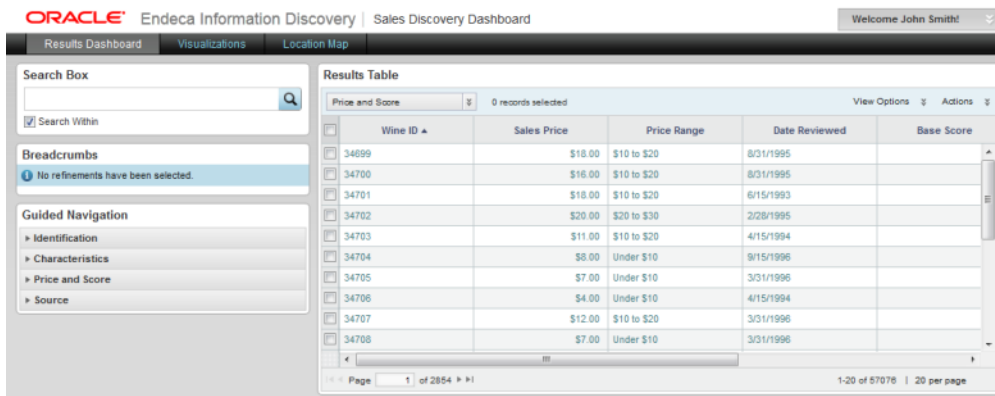 ORACLE® Endeca Information Discovery | Sales Discovery Dashboard
Welcome John Smith!
Results Dashboard Visualizations Location Map
Search Box
Search Within
Breadcrumbs
No refinements have been selected.
Guided Navigation
Identification
Characteristics
Price and Score
Source
Results Table
Price and Score 0 records selected View Options Actions
Wine ID Sales Price Price Range Date Reviewed Base Score
34699 $18.00 $10 to $20 8/31/1995
34700 $16.00 $10 to $20 8/31/1995
34701 $18.00 $10 to $20 6/15/1993
34702 $20.00 $20 to $30 2/28/1995
34703 $11.00 $10 to $20 4/15/1994
34704 $8.00 Under $10 9/15/1996
34705 $7.00 Under $10 3/31/1996
34706 $4.00 Under $10 4/15/1994
34707 $12.00 $10 to $20 3/31/1996
34708 $7.00 Under $10 3/31/1996
Page 1 of 2854 1-20 of 57076 | 20 per page